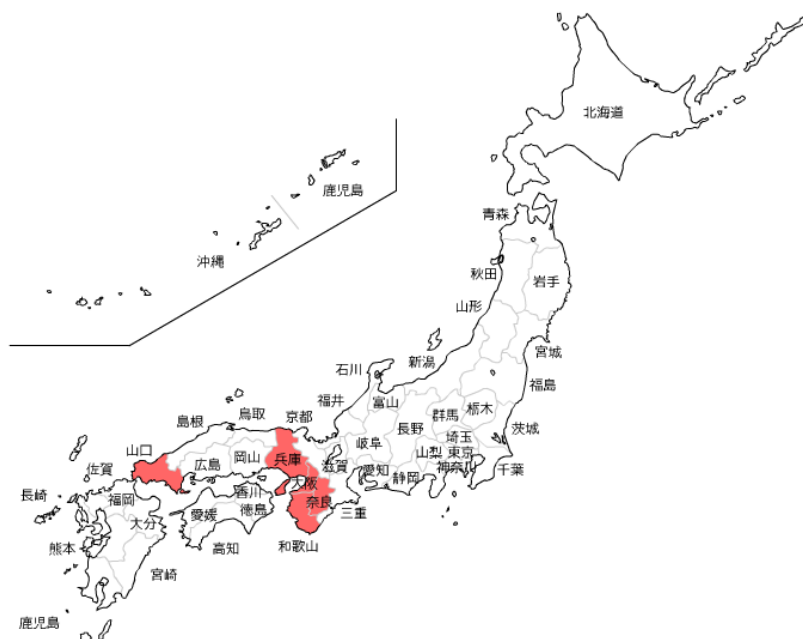 北海道
鹿児島
青森
沖縄
秋田
岩手
山形
宮城
新潟
石川
福島
福井
富山
鳥取
京都
島根
群馬
栃木
長野
茨城
埼玉
岐阜
山口
山梨
東京
岡山
兵庫
広島
滋賀
神奈川
佐賀
愛知
千葉
静岡
大阪
香川
長崎
福岡
奈良
徳島
三重
愛媛
大分
熊本
高知
和歌山
宮崎
鹿児島